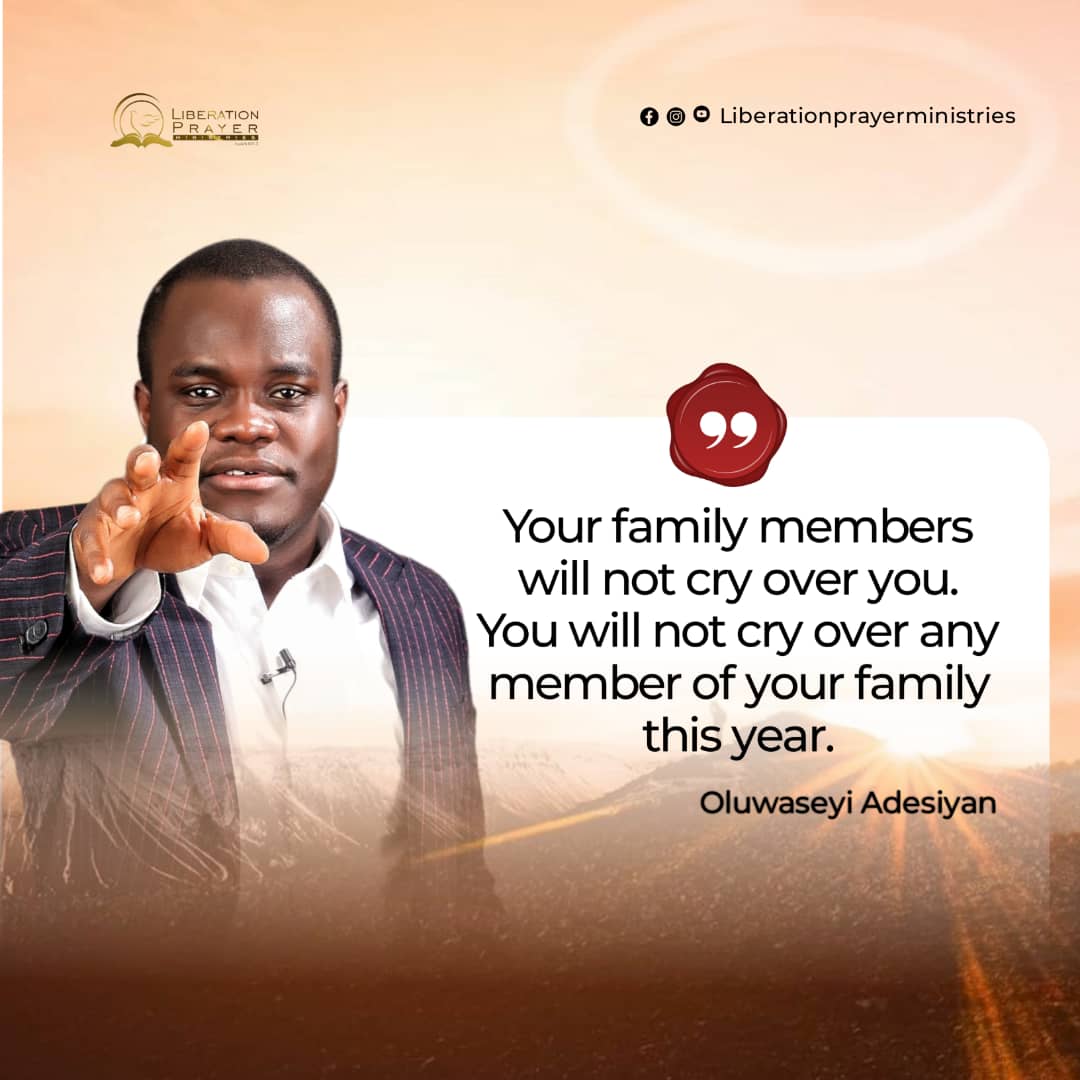 LIBERATION
PRAYER
MINISTRIES
Liberationprayerministries
Your family members
will not cry over you.
You will not cry over any
member of your family
this year.
Oluwaseyi Adesiyan